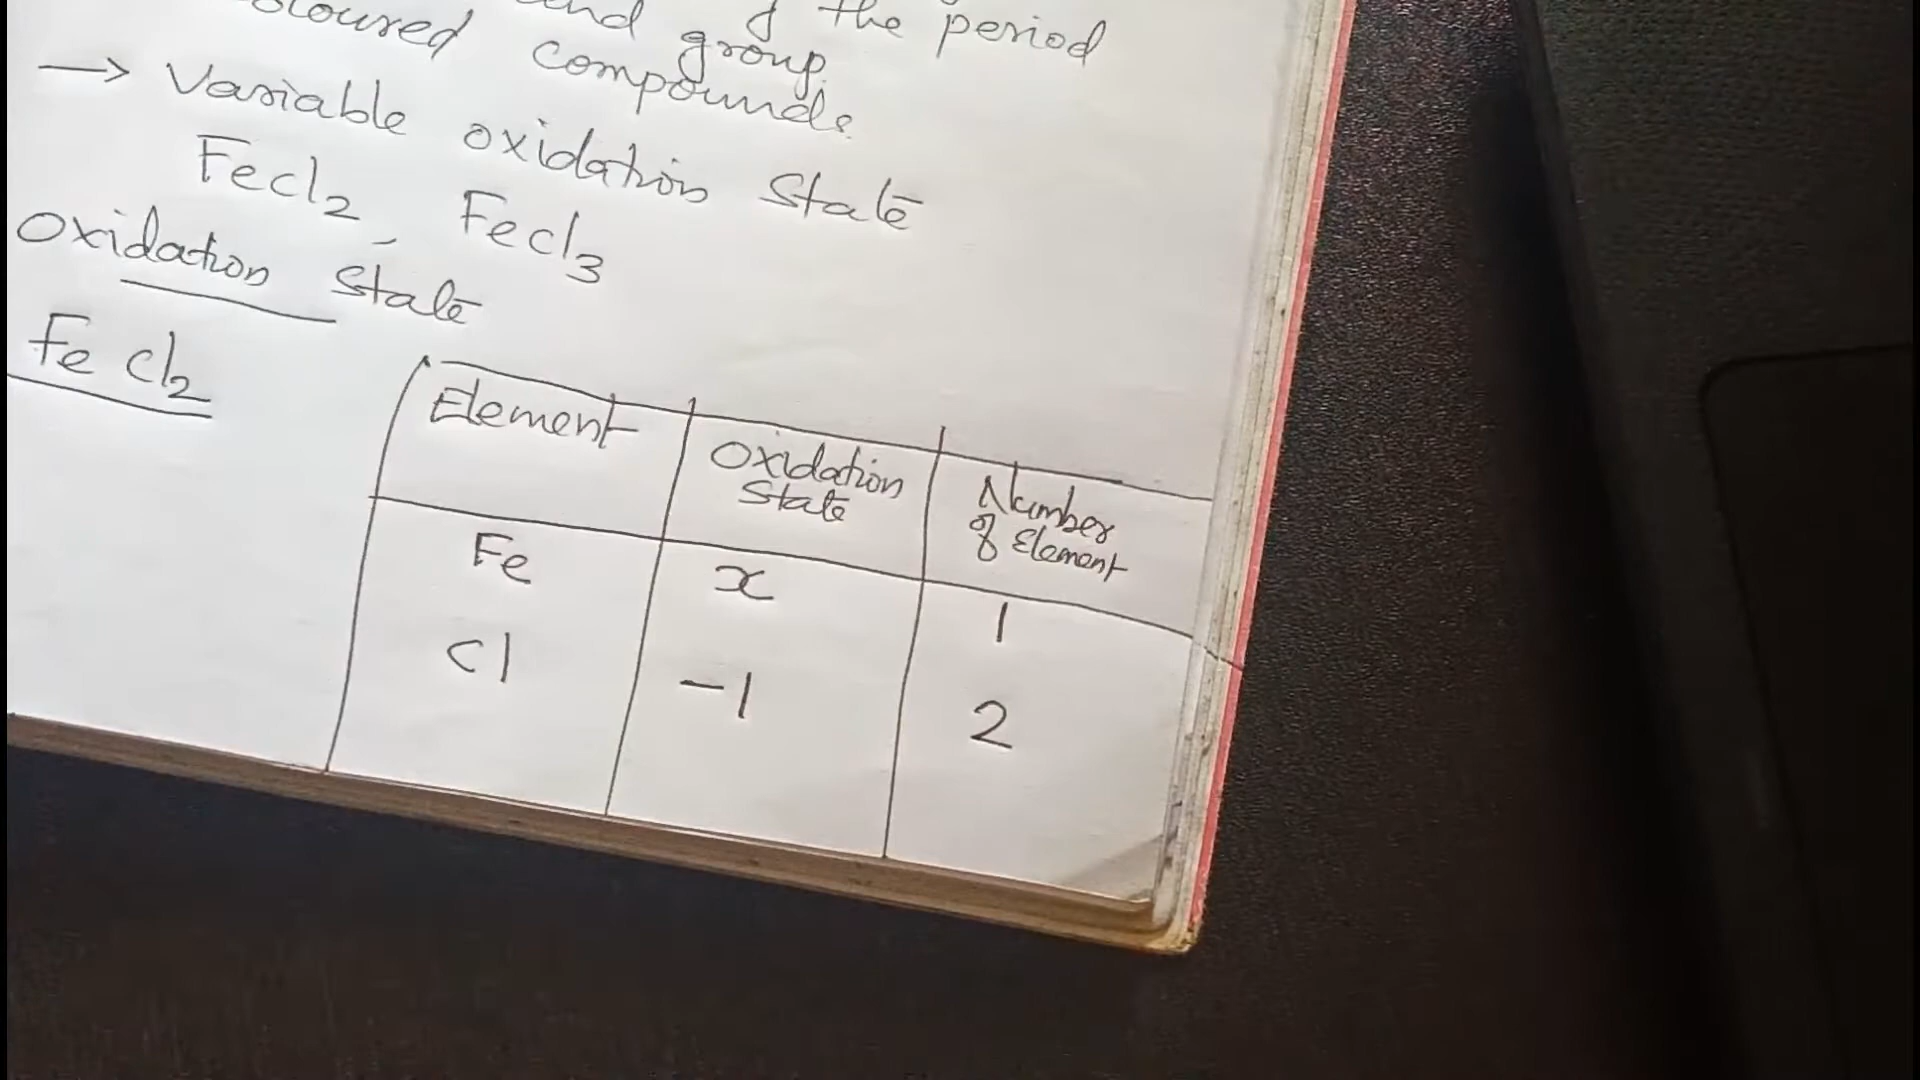 the period
group.
coloured compounds.
→ Variable oxidation State
Fecl2, Fecl3
Oxidation State
Fe cl2
Element | Oxidation State | Number of Element
Fe | x | 1
cl | -1 | 2